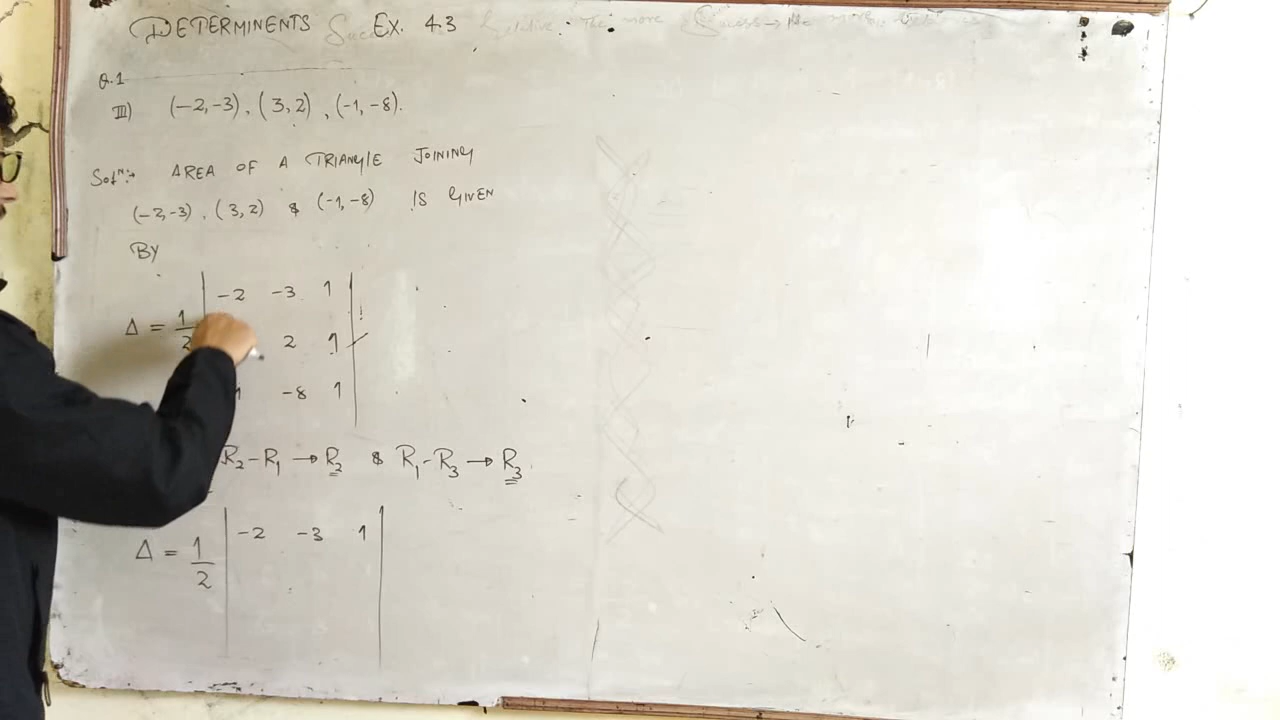 DETERMINENTS Ex. 4.3
Q.1
III) (-2,-3), (3,2), (-1,-8).
Solᴺ:- AREA OF A TRIANGLE JOINING
(-2,-3), (3,2) & (-1,-8) IS GIVEN
BY
-2 -3 1
Δ = 1/2 | 2 1 |
-8 1
R₂-R₁ → R₂ & R₁-R₃ → R₃
Δ = 1/2 | -2 -3 1 |